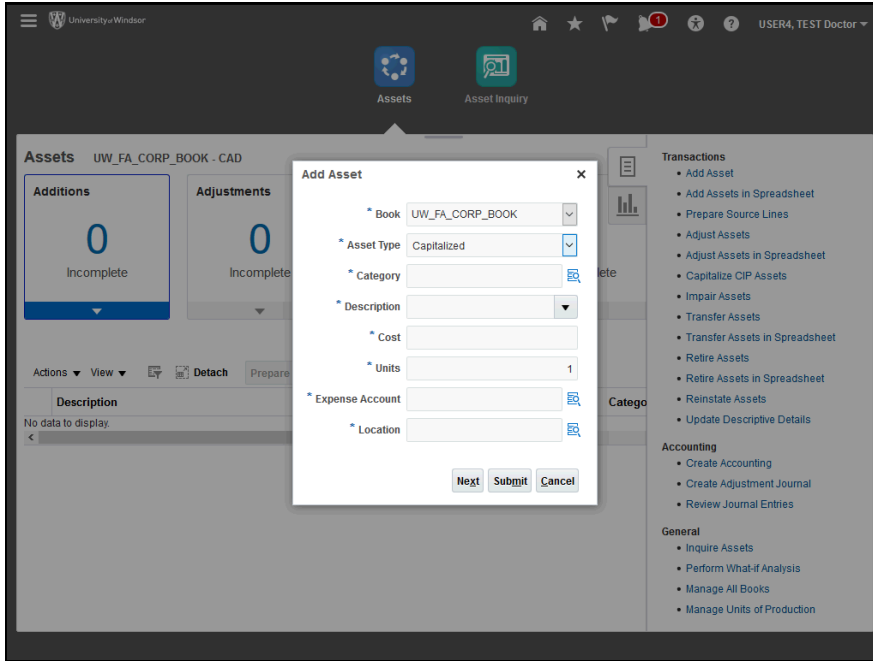 University of Windsor
1
USER4, TEST Doctor
Assets
Asset Inquiry
Assets UW_FA_CORP_BOOK - CAD
Additions
0
Incomplete
Adjustments
0
Incomplete
lete
Actions View Detach Prepare
Description Catego
No data to display.
Add Asset
* Book UW_FA_CORP_BOOK
* Asset Type Capitalized
* Category
* Description
* Cost
* Units 1
* Expense Account
* Location
Next Submit Cancel
Transactions
• Add Asset
• Add Assets in Spreadsheet
• Prepare Source Lines
• Adjust Assets
• Adjust Assets in Spreadsheet
• Capitalize CIP Assets
• Impair Assets
• Transfer Assets
• Transfer Assets in Spreadsheet
• Retire Assets
• Retire Assets in Spreadsheet
• Reinstate Assets
• Update Descriptive Details
Accounting
• Create Accounting
• Create Adjustment Journal
• Review Journal Entries
General
• Inquire Assets
• Perform What-if Analysis
• Manage All Books
• Manage Units of Production